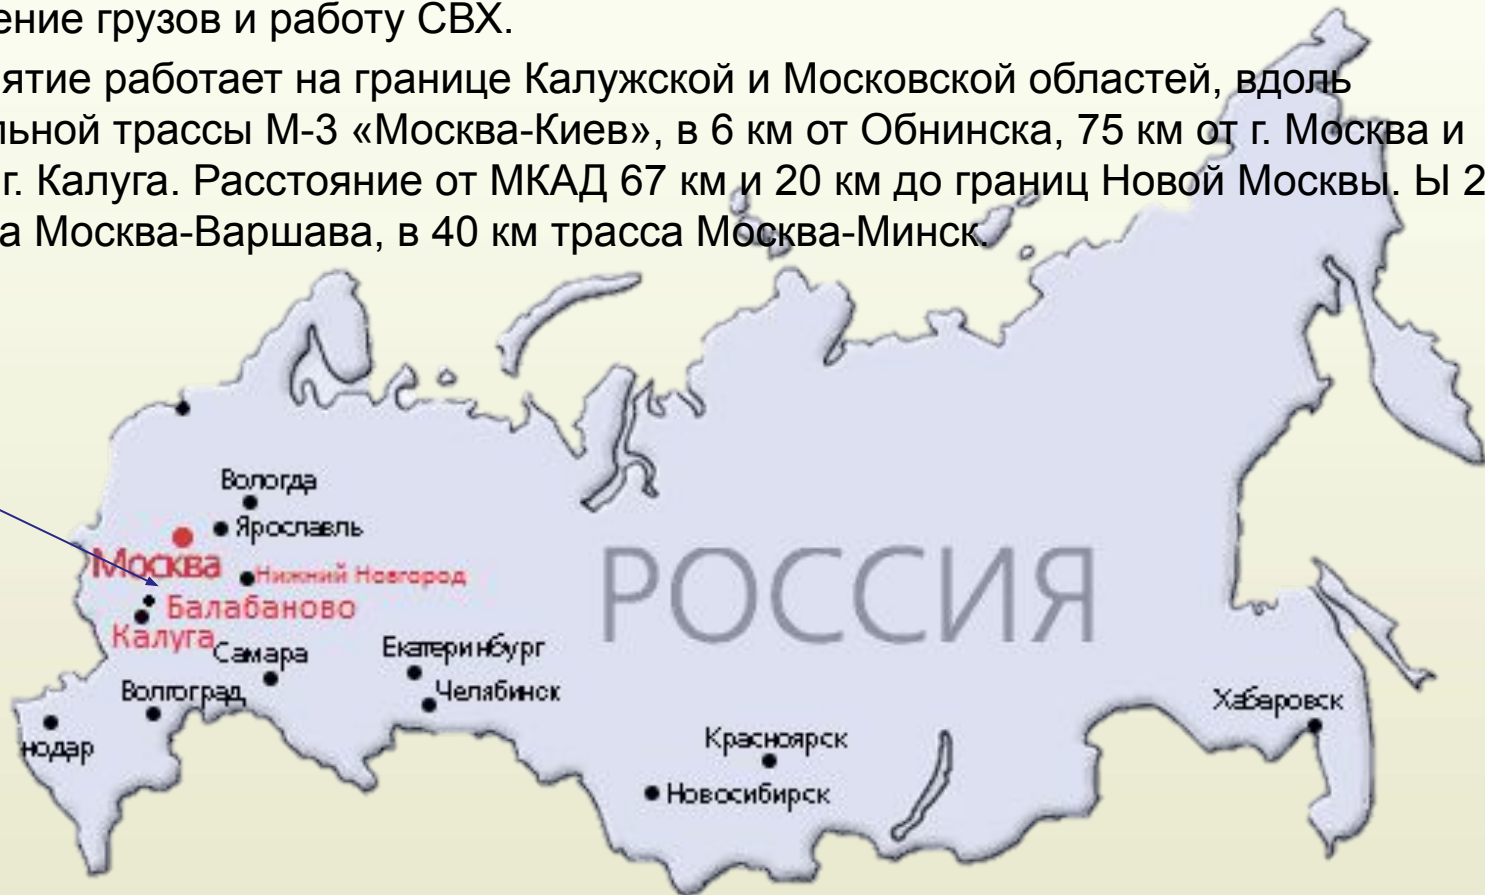 ение грузов и работу СВХ.
ятие работает на границе Калужской и Московской областей, вдоль
льной трассы М-3 «Москва-Киев», в 6 км от Обнинска, 75 км от г. Москва и
г. Калуга. Расстояние от МКАД 67 км и 20 км до границ Новой Москвы. Ы 2
а Москва-Варшава, в 40 км трасса Москва-Минск.
Вологда
Ярославль
Москва
Нижний Новгород
РОССИЯ
Балабаново
Калуга
Самара
Екатеринбург
Волгоград
Челябинск
Хабаровск
нодар
Красноярск
Новосибирск